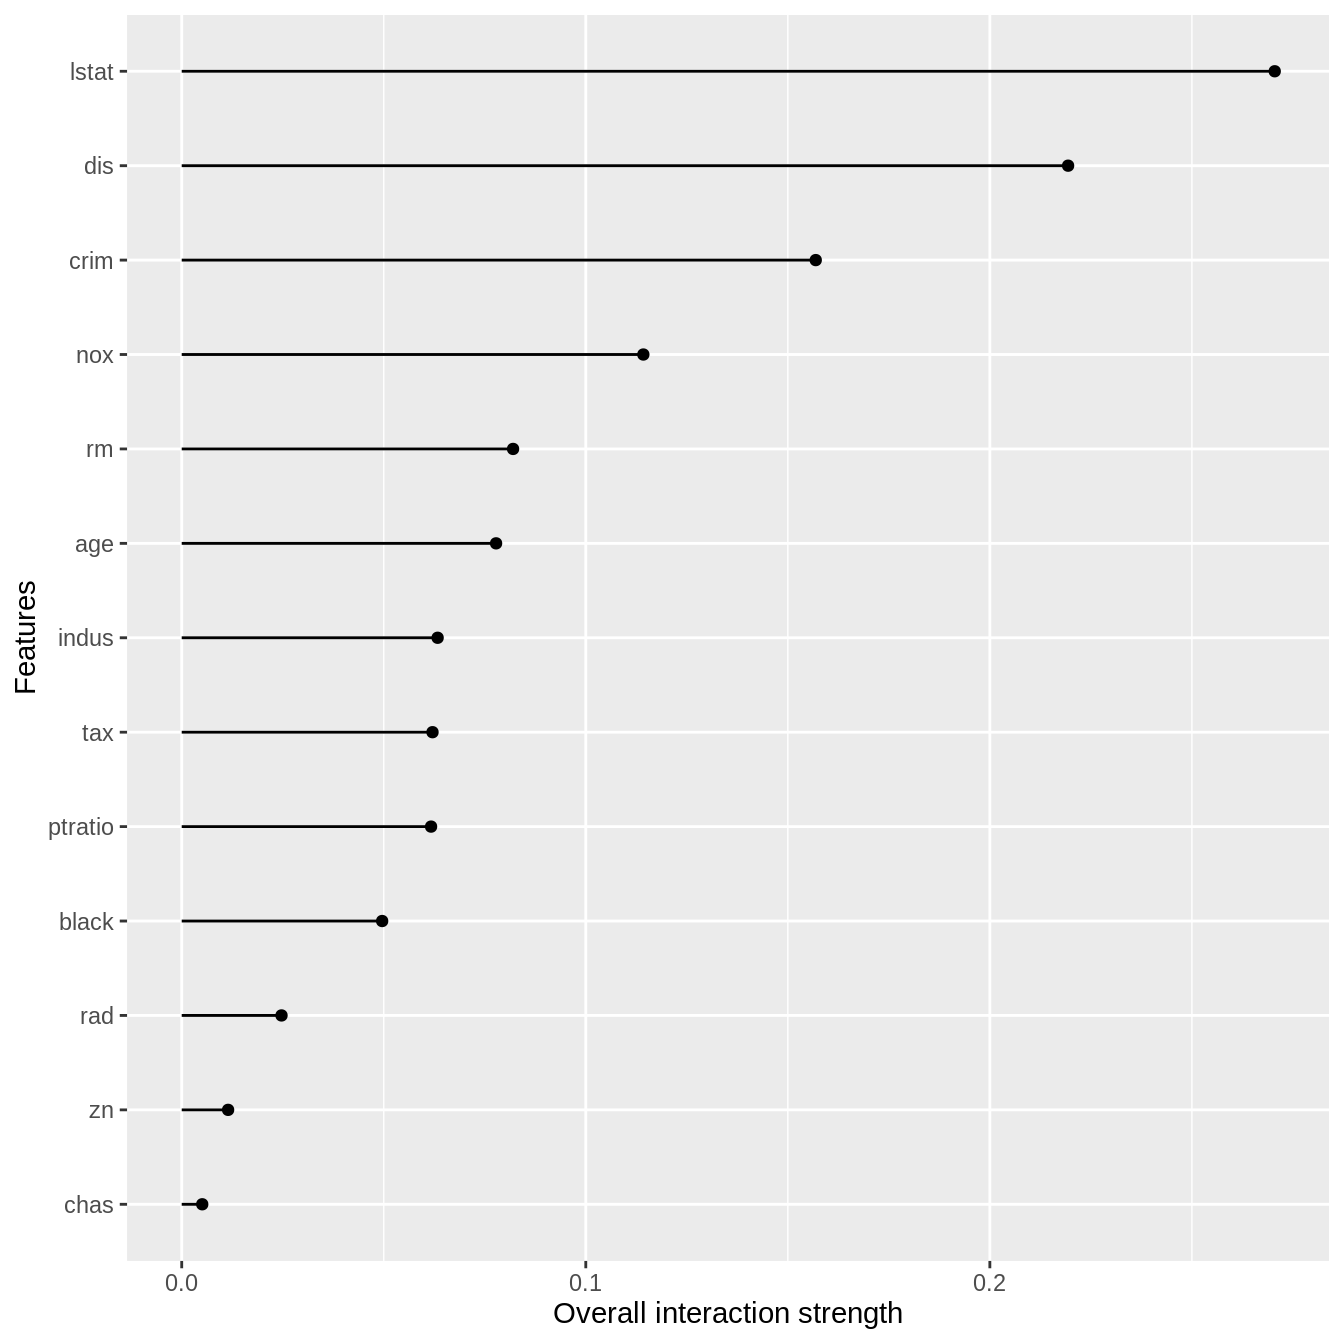 lstat
dis
crim
nox
rm
age
indus
tax
ptratio
black
rad
zn
chas
Features
0.0 0.1 0.2
Overall interaction strength